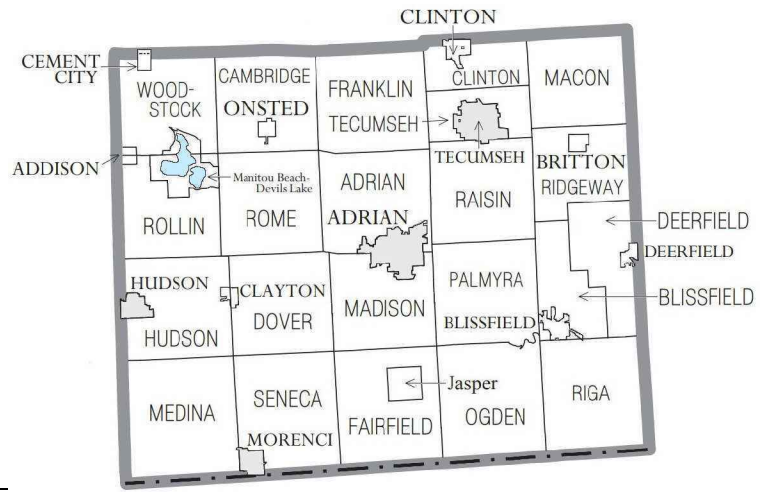 CLINTON
CEMENT
CITY
WOOD-
STOCK
CAMBRIDGE
ONSTED
FRANKLIN
TECUMSEH
CLINTON
MACON
TECUMSEH
BRITTON
RIDGEWAY
ADDISON
Manitou Beach-
Devils Lake
ROLLIN
ROME
ADRIAN
ADRIAN
RAISIN
DEERFIELD
DEERFIELD
BLISSFIELD
HUDSON
HUDSON
CLAYTON
DOVER
MADISON
PALMYRA
BLISSFIELD
MEDINA
SENECA
MORENCI
Jasper
FAIRFIELD
OGDEN
RIGA